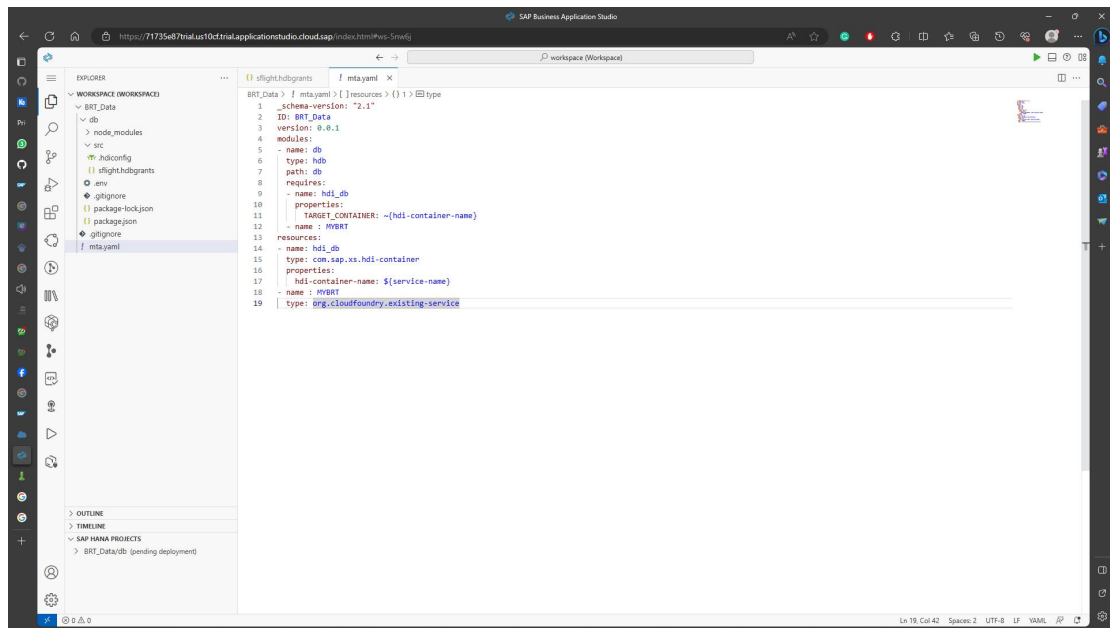 SAP Business Application Studio
https://71735e87trial.us10cf.trial.applicationstudio.cloud.sap/index.html#ws-5nw6j
workspace (Workspace)
EXPLORER
WORKSPACE (WORKSPACE)
BRT_Data
db
node_modules
src
.hdiconfig
sflight.hdbgrants
.env
.gitignore
package-lock.json
package.json
.gitignore
mta.yaml
OUTLINE
TIMELINE
SAP HANA PROJECTS
BRT_Data/db (pending deployment)
sflight.hdbgrants
mta.yaml
BRT_Data > mta.yaml > [ ] resources > {} 1 > type
1 _schema-version: "2.1"
2 ID: BRT_Data
3 version: 0.0.1
4 modules:
5 - name: db
6 type: hdb
7 path: db
8 requires:
9 - name: hdi_db
10 properties:
11 TARGET_CONTAINER: ~{hdi-container-name}
12 - name : MYBRT
13 resources:
14 - name: hdi_db
15 type: com.sap.xs.hdi-container
16 properties:
17 hdi-container-name: ${service-name}
18 - name : MYBRT
19 type: org.cloudfoundry.existing-service
0 0
Ln 19, Col 42 Spaces: 2 UTF-8 LF YAML